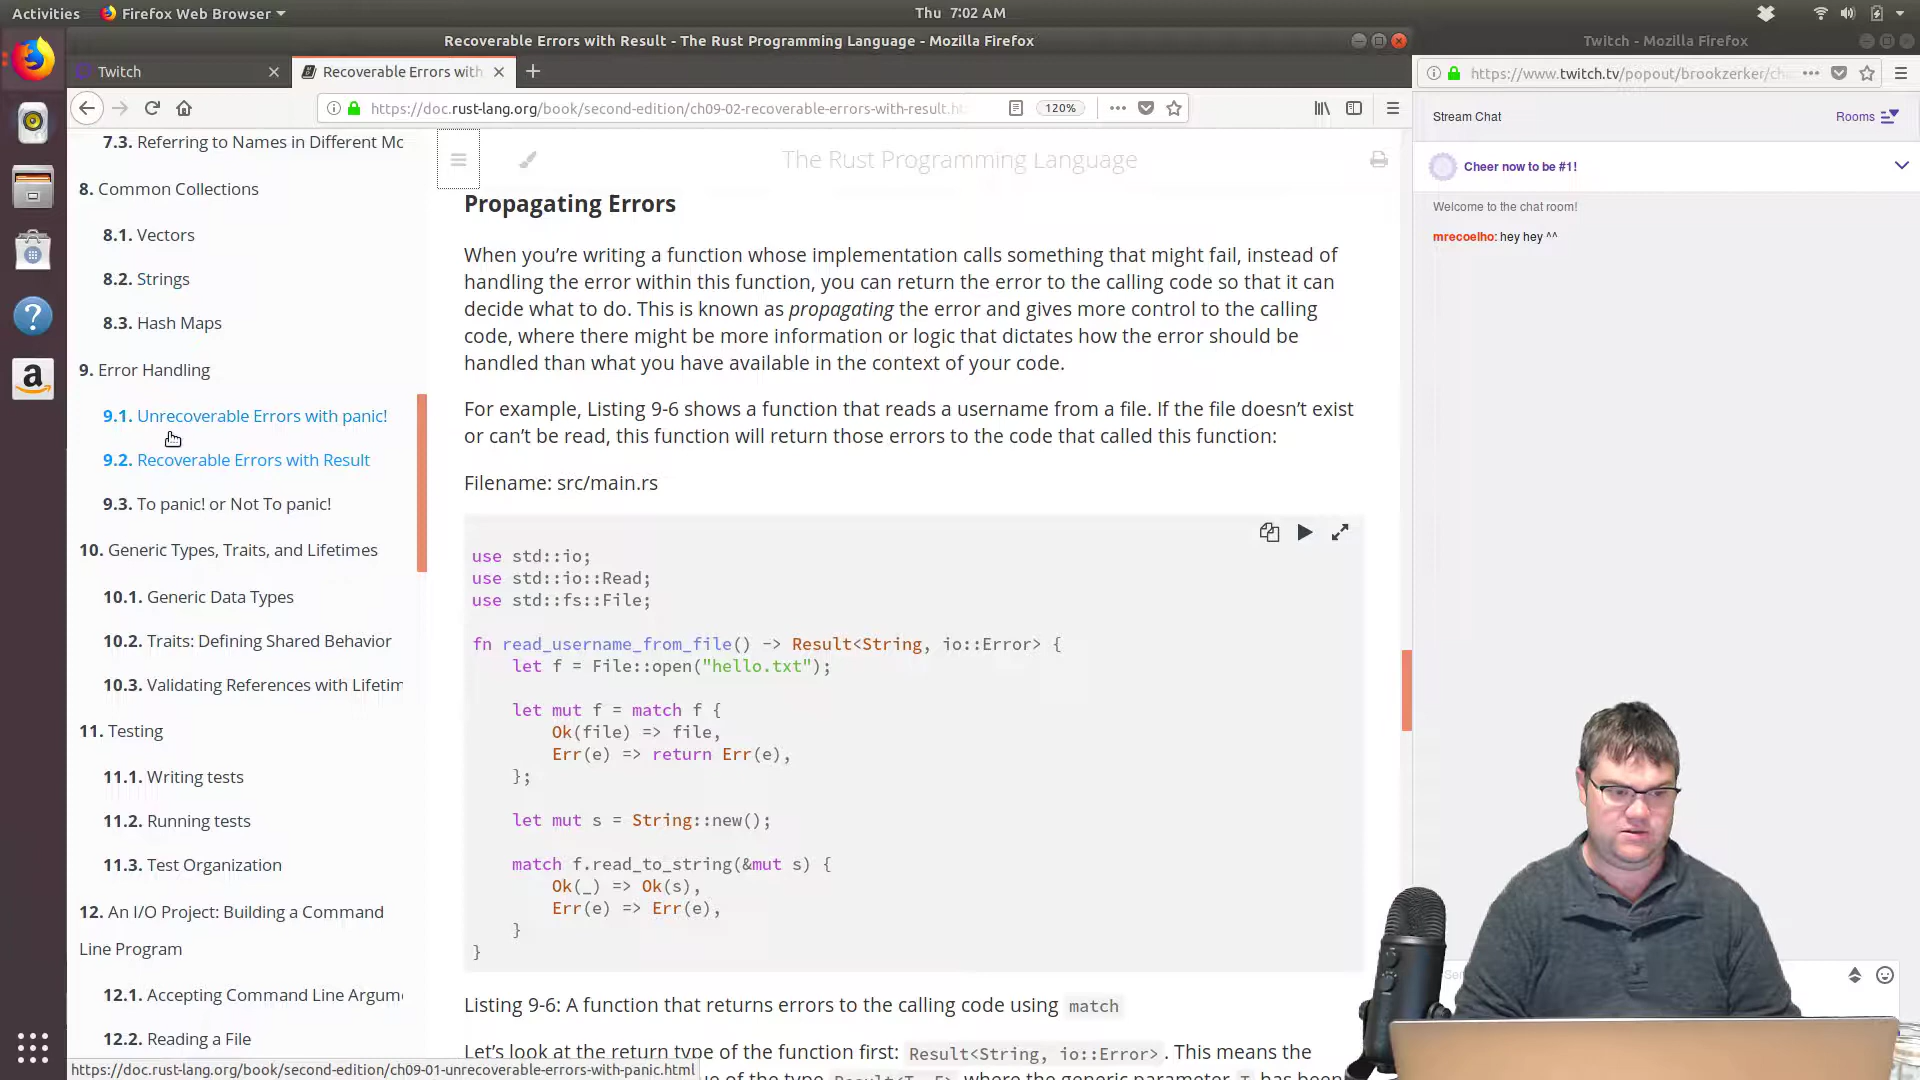 Activities
Firefox Web Browser
Thu 7:02 AM
Recoverable Errors with Result - The Rust Programming Language - Mozilla Firefox
Twitch - Mozilla Firefox
Twitch
Recoverable Errors with
https://doc.rust-lang.org/book/second-edition/ch09-02-recoverable-errors-with-result.ht
120%
https://www.twitch.tv/popout/brookzerker/ch
7.3. Referring to Names in Different Mo
8. Common Collections
8.1. Vectors
8.2. Strings
8.3. Hash Maps
9. Error Handling
9.1. Unrecoverable Errors with panic!
9.2. Recoverable Errors with Result
9.3. To panic! or Not To panic!
10. Generic Types, Traits, and Lifetimes
10.1. Generic Data Types
10.2. Traits: Defining Shared Behavior
10.3. Validating References with Lifetim
11. Testing
11.1. Writing tests
11.2. Running tests
11.3. Test Organization
12. An I/O Project: Building a Command
Line Program
12.1. Accepting Command Line Argume
12.2. Reading a File
https://doc.rust-lang.org/book/second-edition/ch09-01-unrecoverable-errors-with-panic.html
The Rust Programming Language
Propagating Errors
When you’re writing a function whose implementation calls something that might fail, instead of
handling the error within this function, you can return the error to the calling code so that it can
decide what to do. This is known as propagating the error and gives more control to the calling
code, where there might be more information or logic that dictates how the error should be
handled than what you have available in the context of your code.
For example, Listing 9-6 shows a function that reads a username from a file. If the file doesn’t exist
or can’t be read, this function will return those errors to the code that called this function:
Filename: src/main.rs
use std::io;
use std::io::Read;
use std::fs::File;
fn read_username_from_file() -> Result<String, io::Error> {
let f = File::open("hello.txt");
let mut f = match f {
Ok(file) => file,
Err(e) => return Err(e),
};
let mut s = String::new();
match f.read_to_string(&mut s) {
Ok(_) => Ok(s),
Err(e) => Err(e),
}
}
Listing 9-6: A function that returns errors to the calling code using match
Let’s look at the return type of the function first: Result<String, io::Error>. This means the
Stream Chat
Rooms
Cheer now to be #1!
Welcome to the chat room!
mrecoelho: hey hey ^^